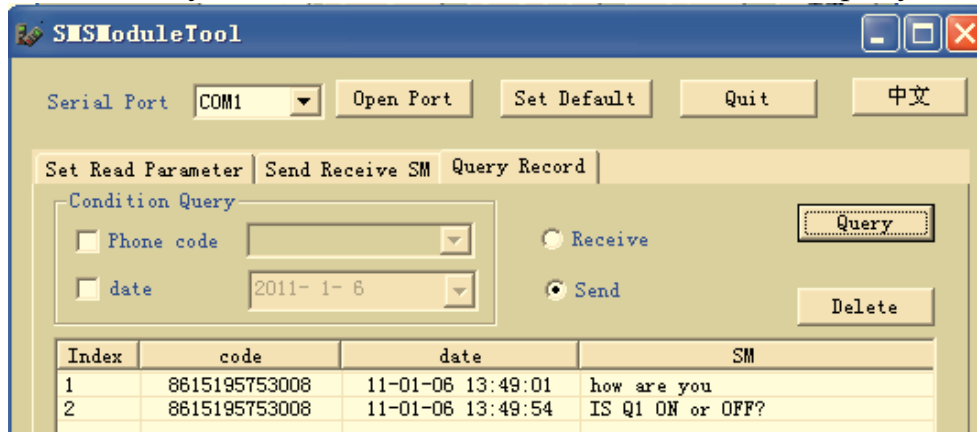 SMSModuleTool
Serial Port COM1 Open Port Set Default Quit 中文
Set Read Parameter Send Receive SM Query Record
Condition Query
Phone code Receive Query
date 2011- 1- 6 Send Delete
Index code date SM
1 8615195753008 11-01-06 13:49:01 how are you
2 8615195753008 11-01-06 13:49:54 IS Q1 ON or OFF?